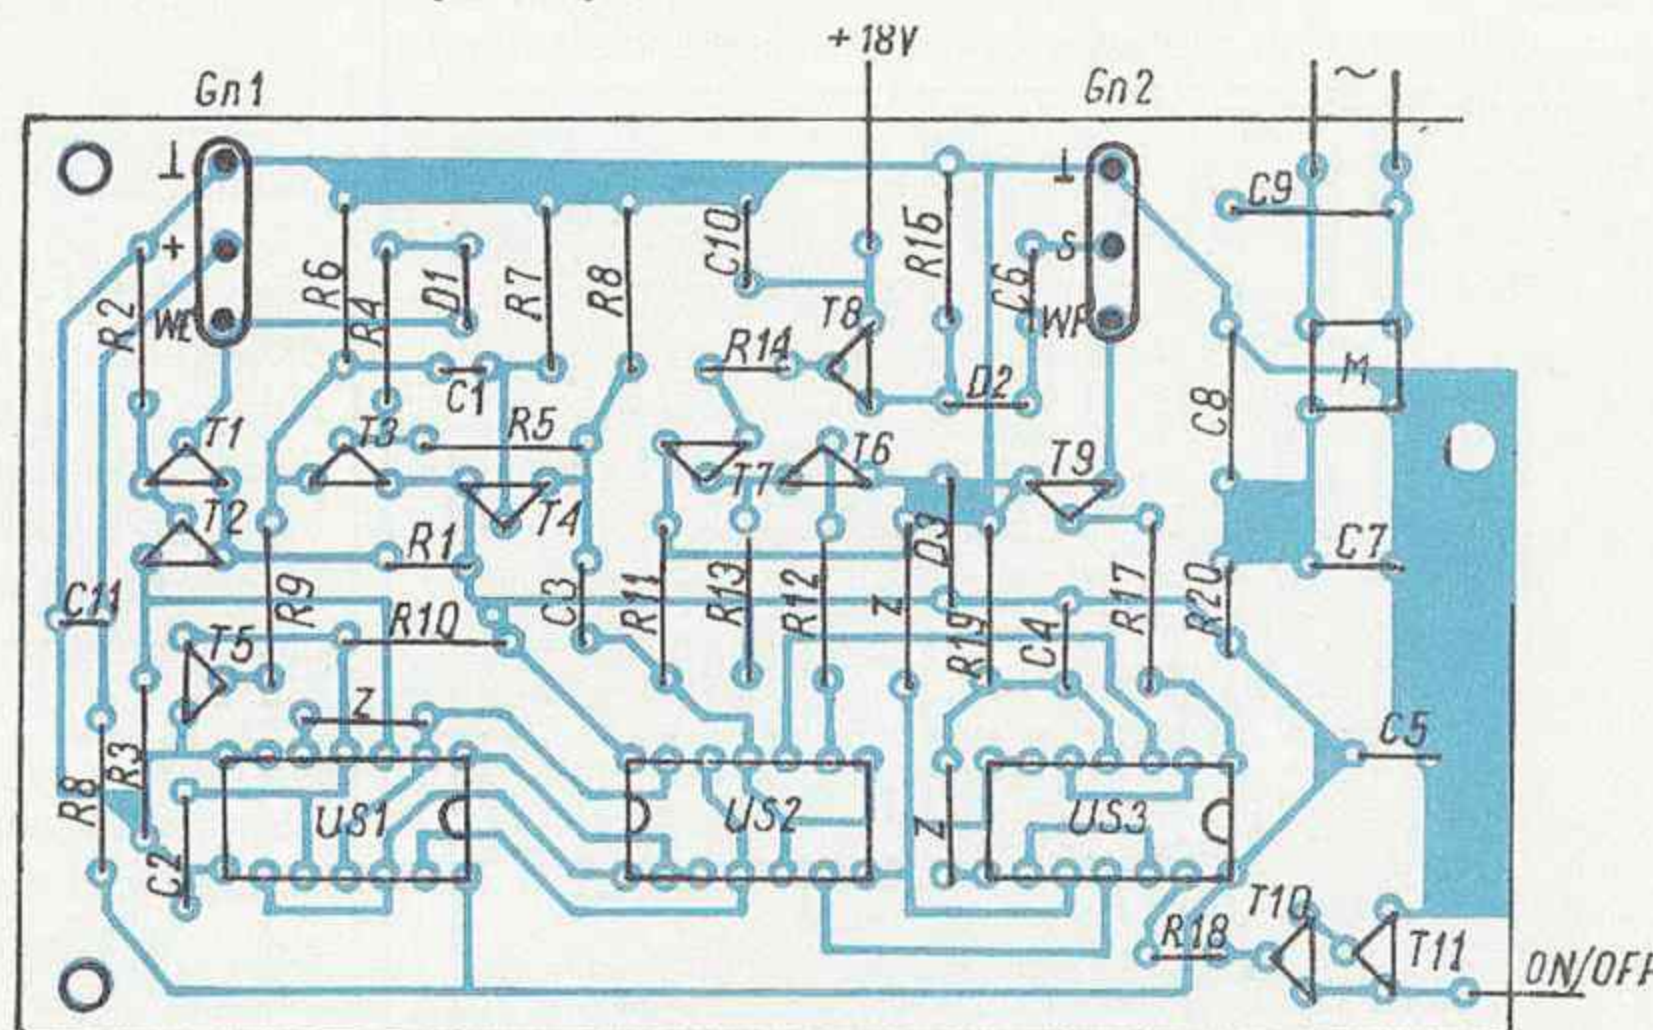 +18V
Gn1
Gn2
~
⊥
⊥
C9
+
S
R2
R6
R4
D1
R7
R8
C10
R15
C6
WE
T8
WP
R14
M
C1
D2
C8
T1
T3
R5
T7
T6
T9
T2
T4
R1
D3
C7
C11
R9
R10
C3
R11
R13
R12
Z
R19
C4
R17
R20
T5
Z
C5
R8
R3
C2
US1
US2
Z
US3
T10
R18
T11
ON/OFF